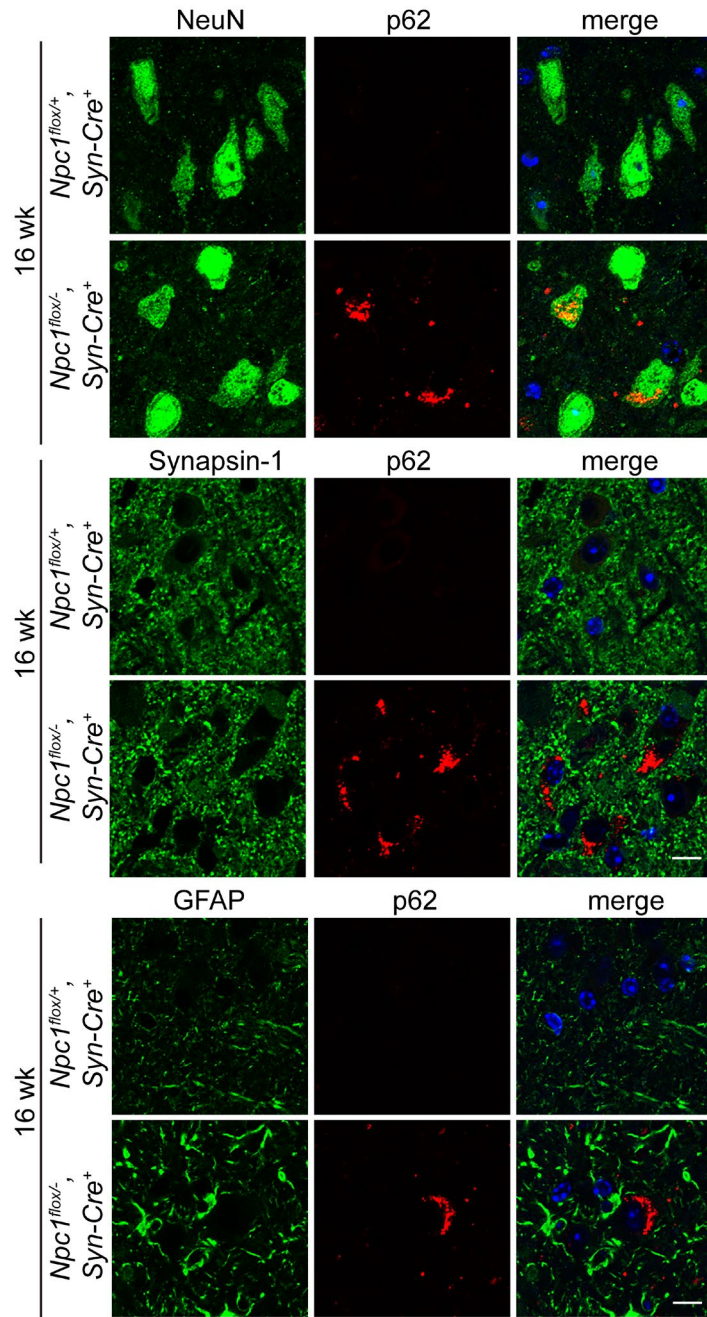 NeuN p62 merge
16 wk
Npc1flox/+,
Syn-Cre+
Npc1flox/-,
Syn-Cre+
Synapsin-1 p62 merge
16 wk
Npc1flox/+,
Syn-Cre+
Npc1flox/-,
Syn-Cre+
GFAP p62 merge
16 wk
Npc1flox/+,
Syn-Cre+
Npc1flox/-,
Syn-Cre+